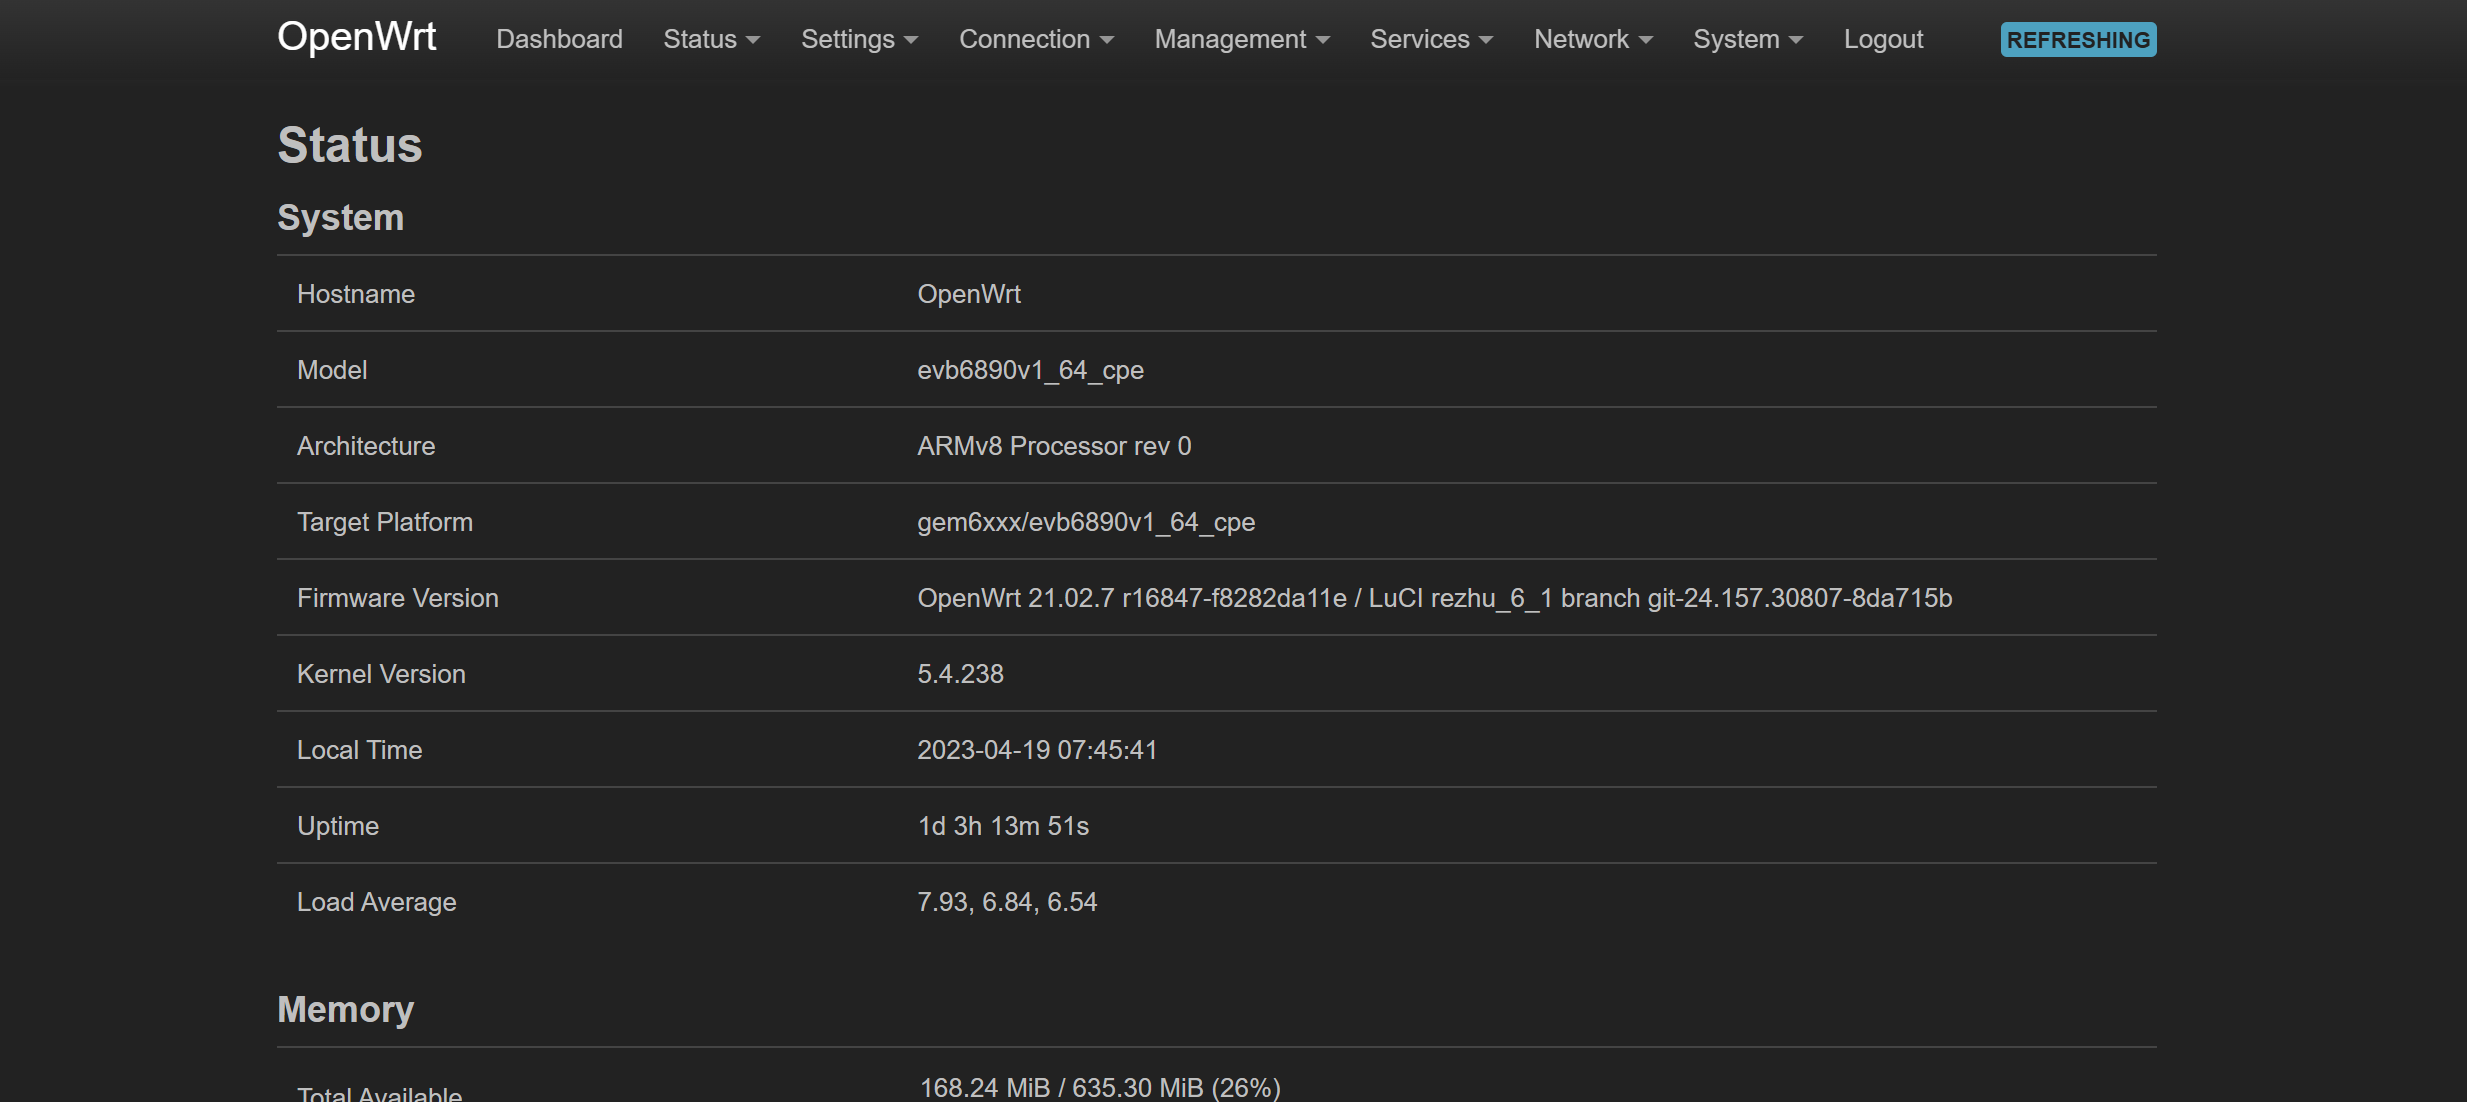 OpenWrt Dashboard Status Settings Connection Management Services Network System Logout REFRESHING
Status
System
Hostname OpenWrt
Model evb6890v1_64_cpe
Architecture ARMv8 Processor rev 0
Target Platform gem6xxx/evb6890v1_64_cpe
Firmware Version OpenWrt 21.02.7 r16847-f8282da11e / LuCI rezhu_6_1 branch git-24.157.30807-8da715b
Kernel Version 5.4.238
Local Time 2023-04-19 07:45:41
Uptime 1d 3h 13m 51s
Load Average 7.93, 6.84, 6.54
Memory
Total Available 168.24 MiB / 635.30 MiB (26%)